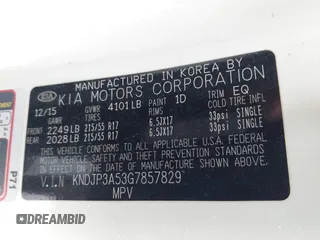 MANUFACTURED IN KOREA BY
KIA KIA MOTORS CORPORATION
12/15 GVWR 4101LB PAINT 1D TRIM EQ
GAWR TIRES RIMS COLD TIRE INFL
FRONT 2249LB 215/55 R17 6.5JX17 33psi SINGLE
REAR 2028LB 215/55 R17 6.5JX17 33psi SINGLE
THIS VEHICLE CONFORMS TO ALL APPLICABLE U.S.A. FEDERAL
MOTOR VEHICLE SAFETY AND THEFT PREVENTION STANDARDS
IN EFFECT ON THE DATE OF MANUFACTURE SHOWN ABOVE.
V.I.N KNDJP3A53G7857829
MPV
P71
DREAMBID.COM